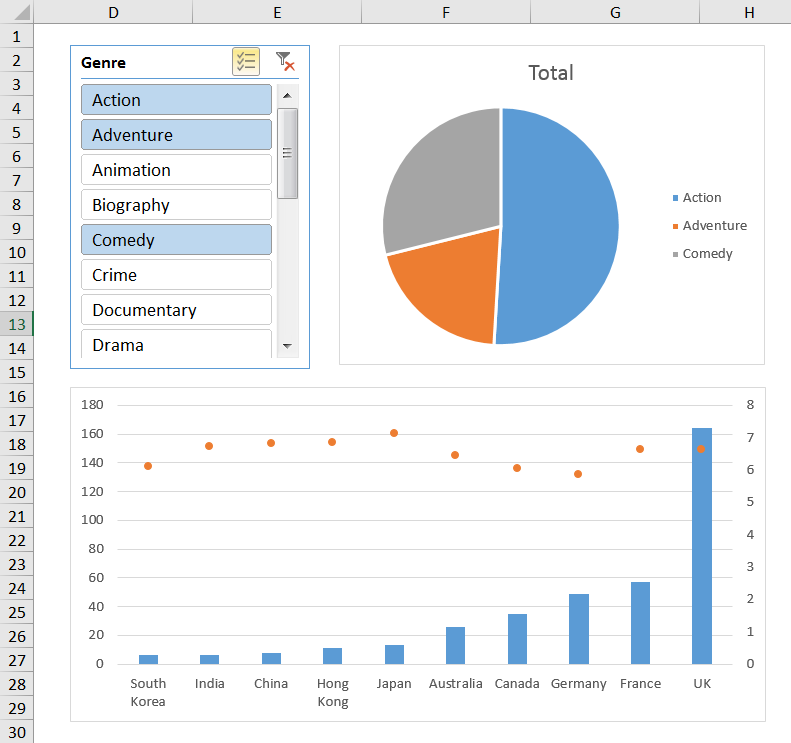 D E F G H
1
2
3
4
5
6
7
8
9
10
11
12
13
14
15
16
17
18
19
20
21
22
23
24
25
26
27
28
29
30
Genre
Action
Adventure
Animation
Biography
Comedy
Crime
Documentary
Drama
Total
Action
Adventure
Comedy
180
160
140
120
100
80
60
40
20
0
8
7
6
5
4
3
2
1
0
South Korea
India
China
Hong Kong
Japan
Australia
Canada
Germany
France
UK